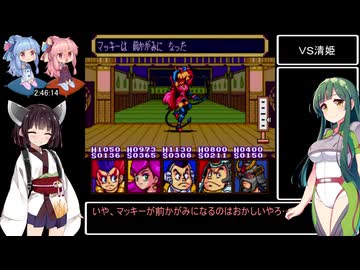 マッキーは 前かがみに なった
VS清姫
2:46:14
H1050 H0973 H1130 H0800 H0400
S0136 S0365 S0308 S0211 S0150
いや、マッキーが前かがみになるのはおかしいやろ・